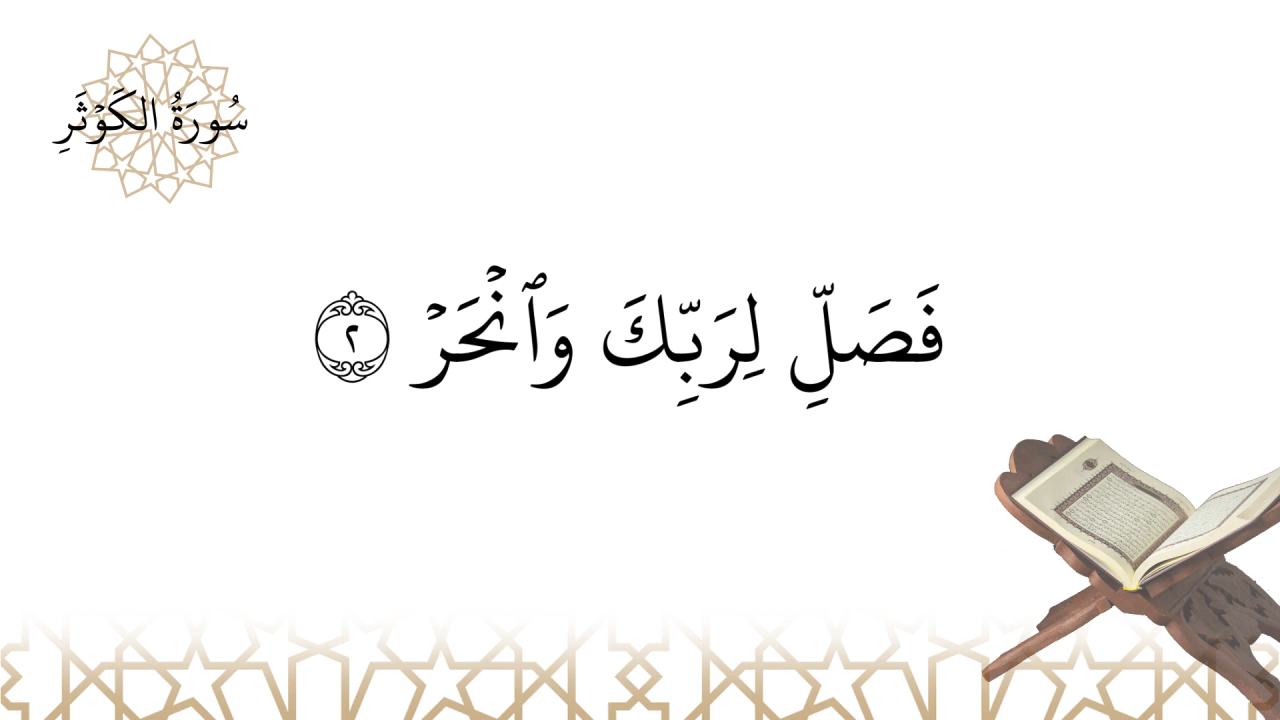 سُورَةُ الكَوۡثَرِ
فَصَلِّ لِرَبِّكَ وَٱنۡحَرۡ ٢